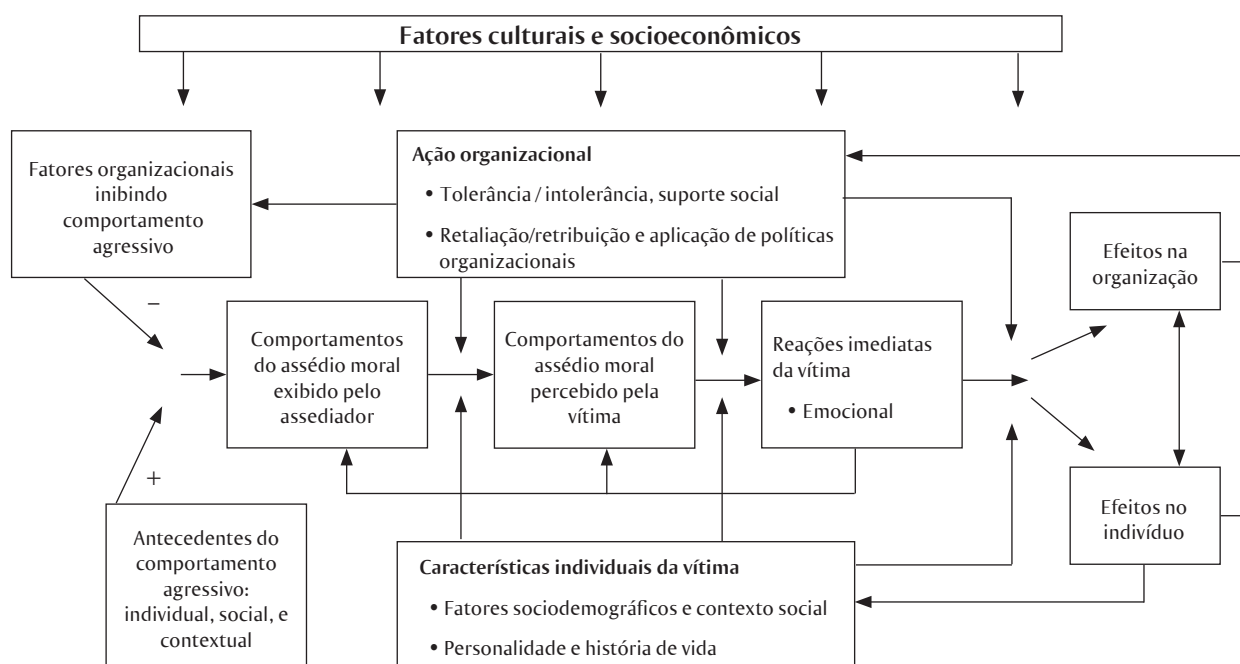 Fatores culturais e socioeconômicos
Fatores organizacionais
inibindo
comportamento
agressivo
Ação organizacional
• Tolerância / intolerância, suporte social
• Retaliação/retribuição e aplicação de políticas
organizacionais
Efeitos na
organização
–
Comportamentos
do assédio moral
exibido pelo
assediador
Comportamentos do
assédio moral
percebido pela
vítima
Reações imediatas
da vítima
• Emocional
+
Antecedentes do
comportamento
agressivo:
individual, social, e
contextual
Características individuais da vítima
• Fatores sociodemográficos e contexto social
• Personalidade e história de vida
Efeitos no
indivíduo